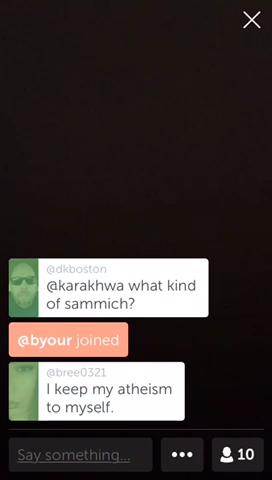 @dkboston
@karakhwa what kind
of sammich?
@byour joined
@bree0321
I keep my atheism
to myself.
Say something...
10